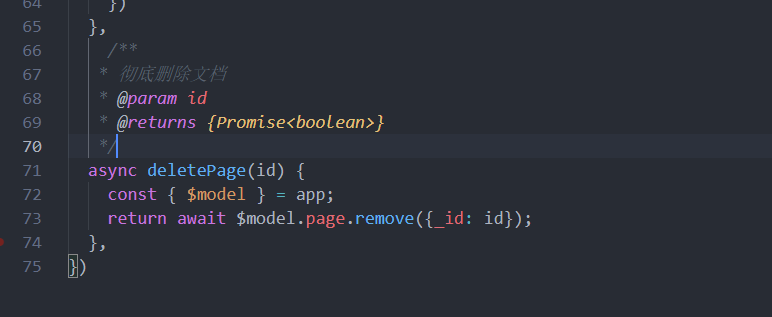 64 })
65 },
66 /**
67 * 彻底删除文档
68 * @param id
69 * @returns {Promise<boolean>}
70 */
71 async deletePage(id) {
72 const { $model } = app;
73 return await $model.page.remove({_id: id});
74 },
75 })